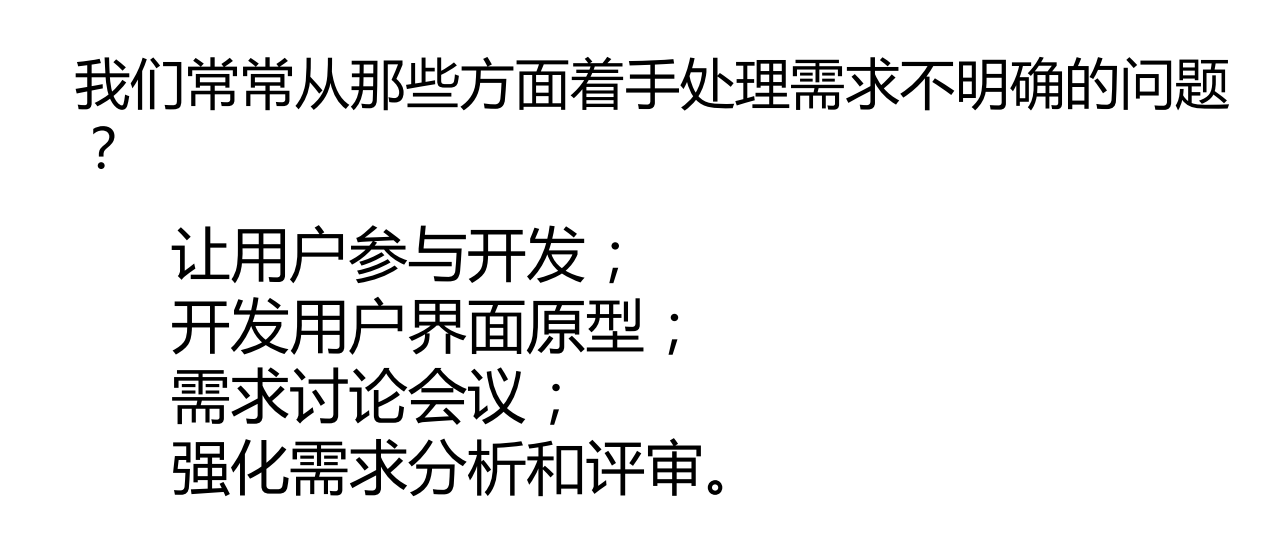 我们常常从那些方面着手处理需求不明确的问题
？
让用户参与开发；
开发用户界面原型；
需求讨论会议；
强化需求分析和评审。